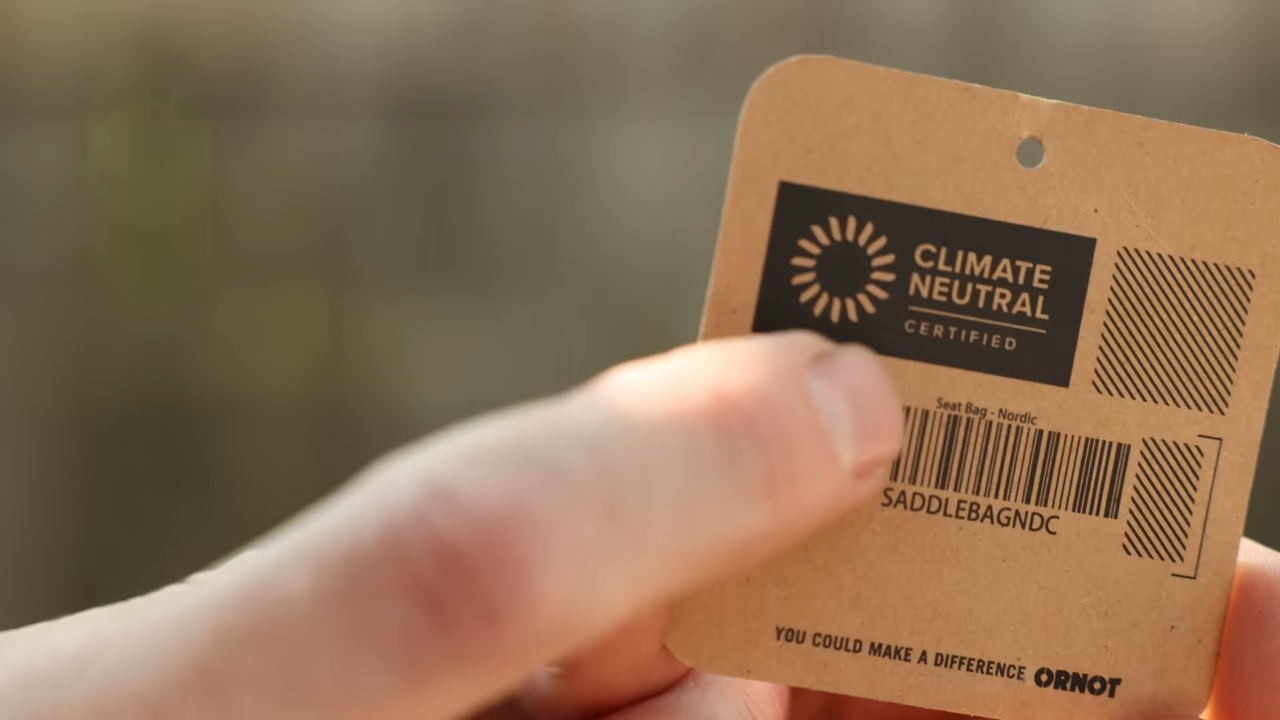 CLIMATE
NEUTRAL
CERTIFIED
Seat Bag - Nordic
SADDLEBAGNDC
YOU COULD MAKE A DIFFERENCE ORNOT